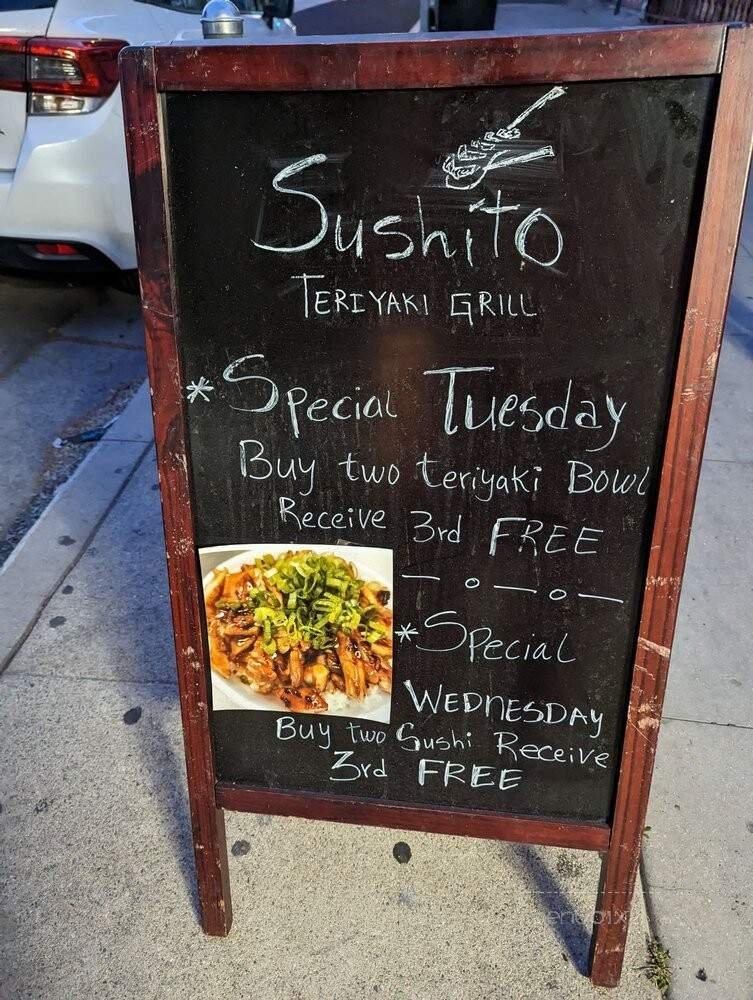 Sushito
TERIYAKI GRILL
*Special Tuesday
Buy two teriyaki BOWL
Receive 3rd FREE
*Special
WEDNESDAY
Buy two Sushi Receive
3rd FREE